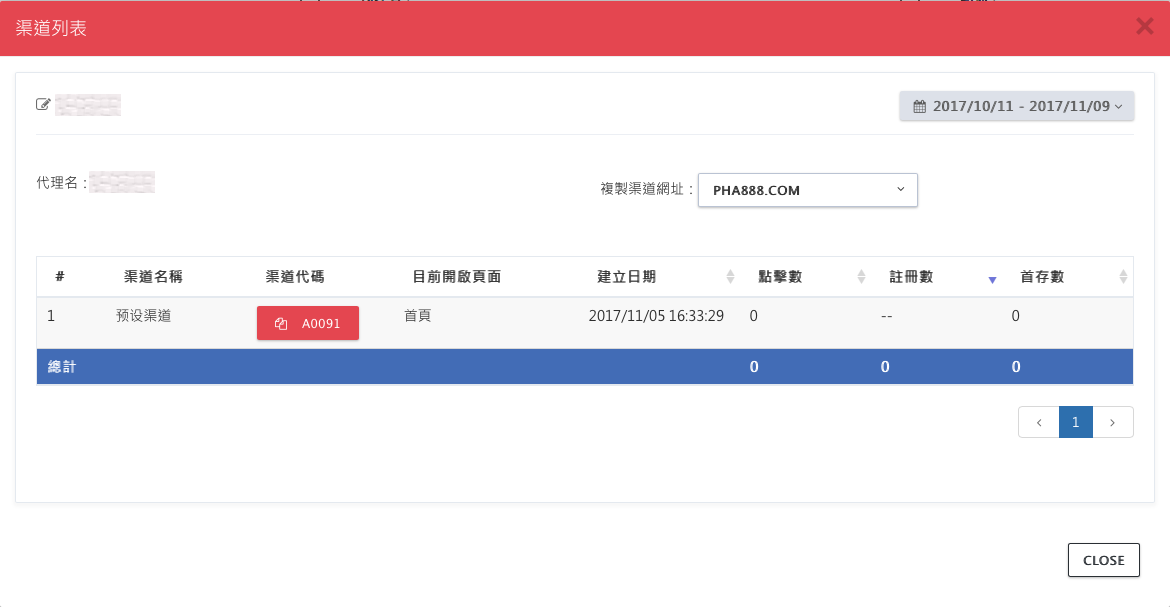 渠道列表
2017/10/11 - 2017/11/09
代理名 :
複製渠道網址 : PHA888.COM
# 渠道名稱 渠道代碼 目前開啟頁面 建立日期 點擊數 註冊數 首存數
1 预设渠道 A0091 首頁 2017/11/05 16:33:29 0 -- 0
總計 0 0 0
‹ 1 ›
CLOSE